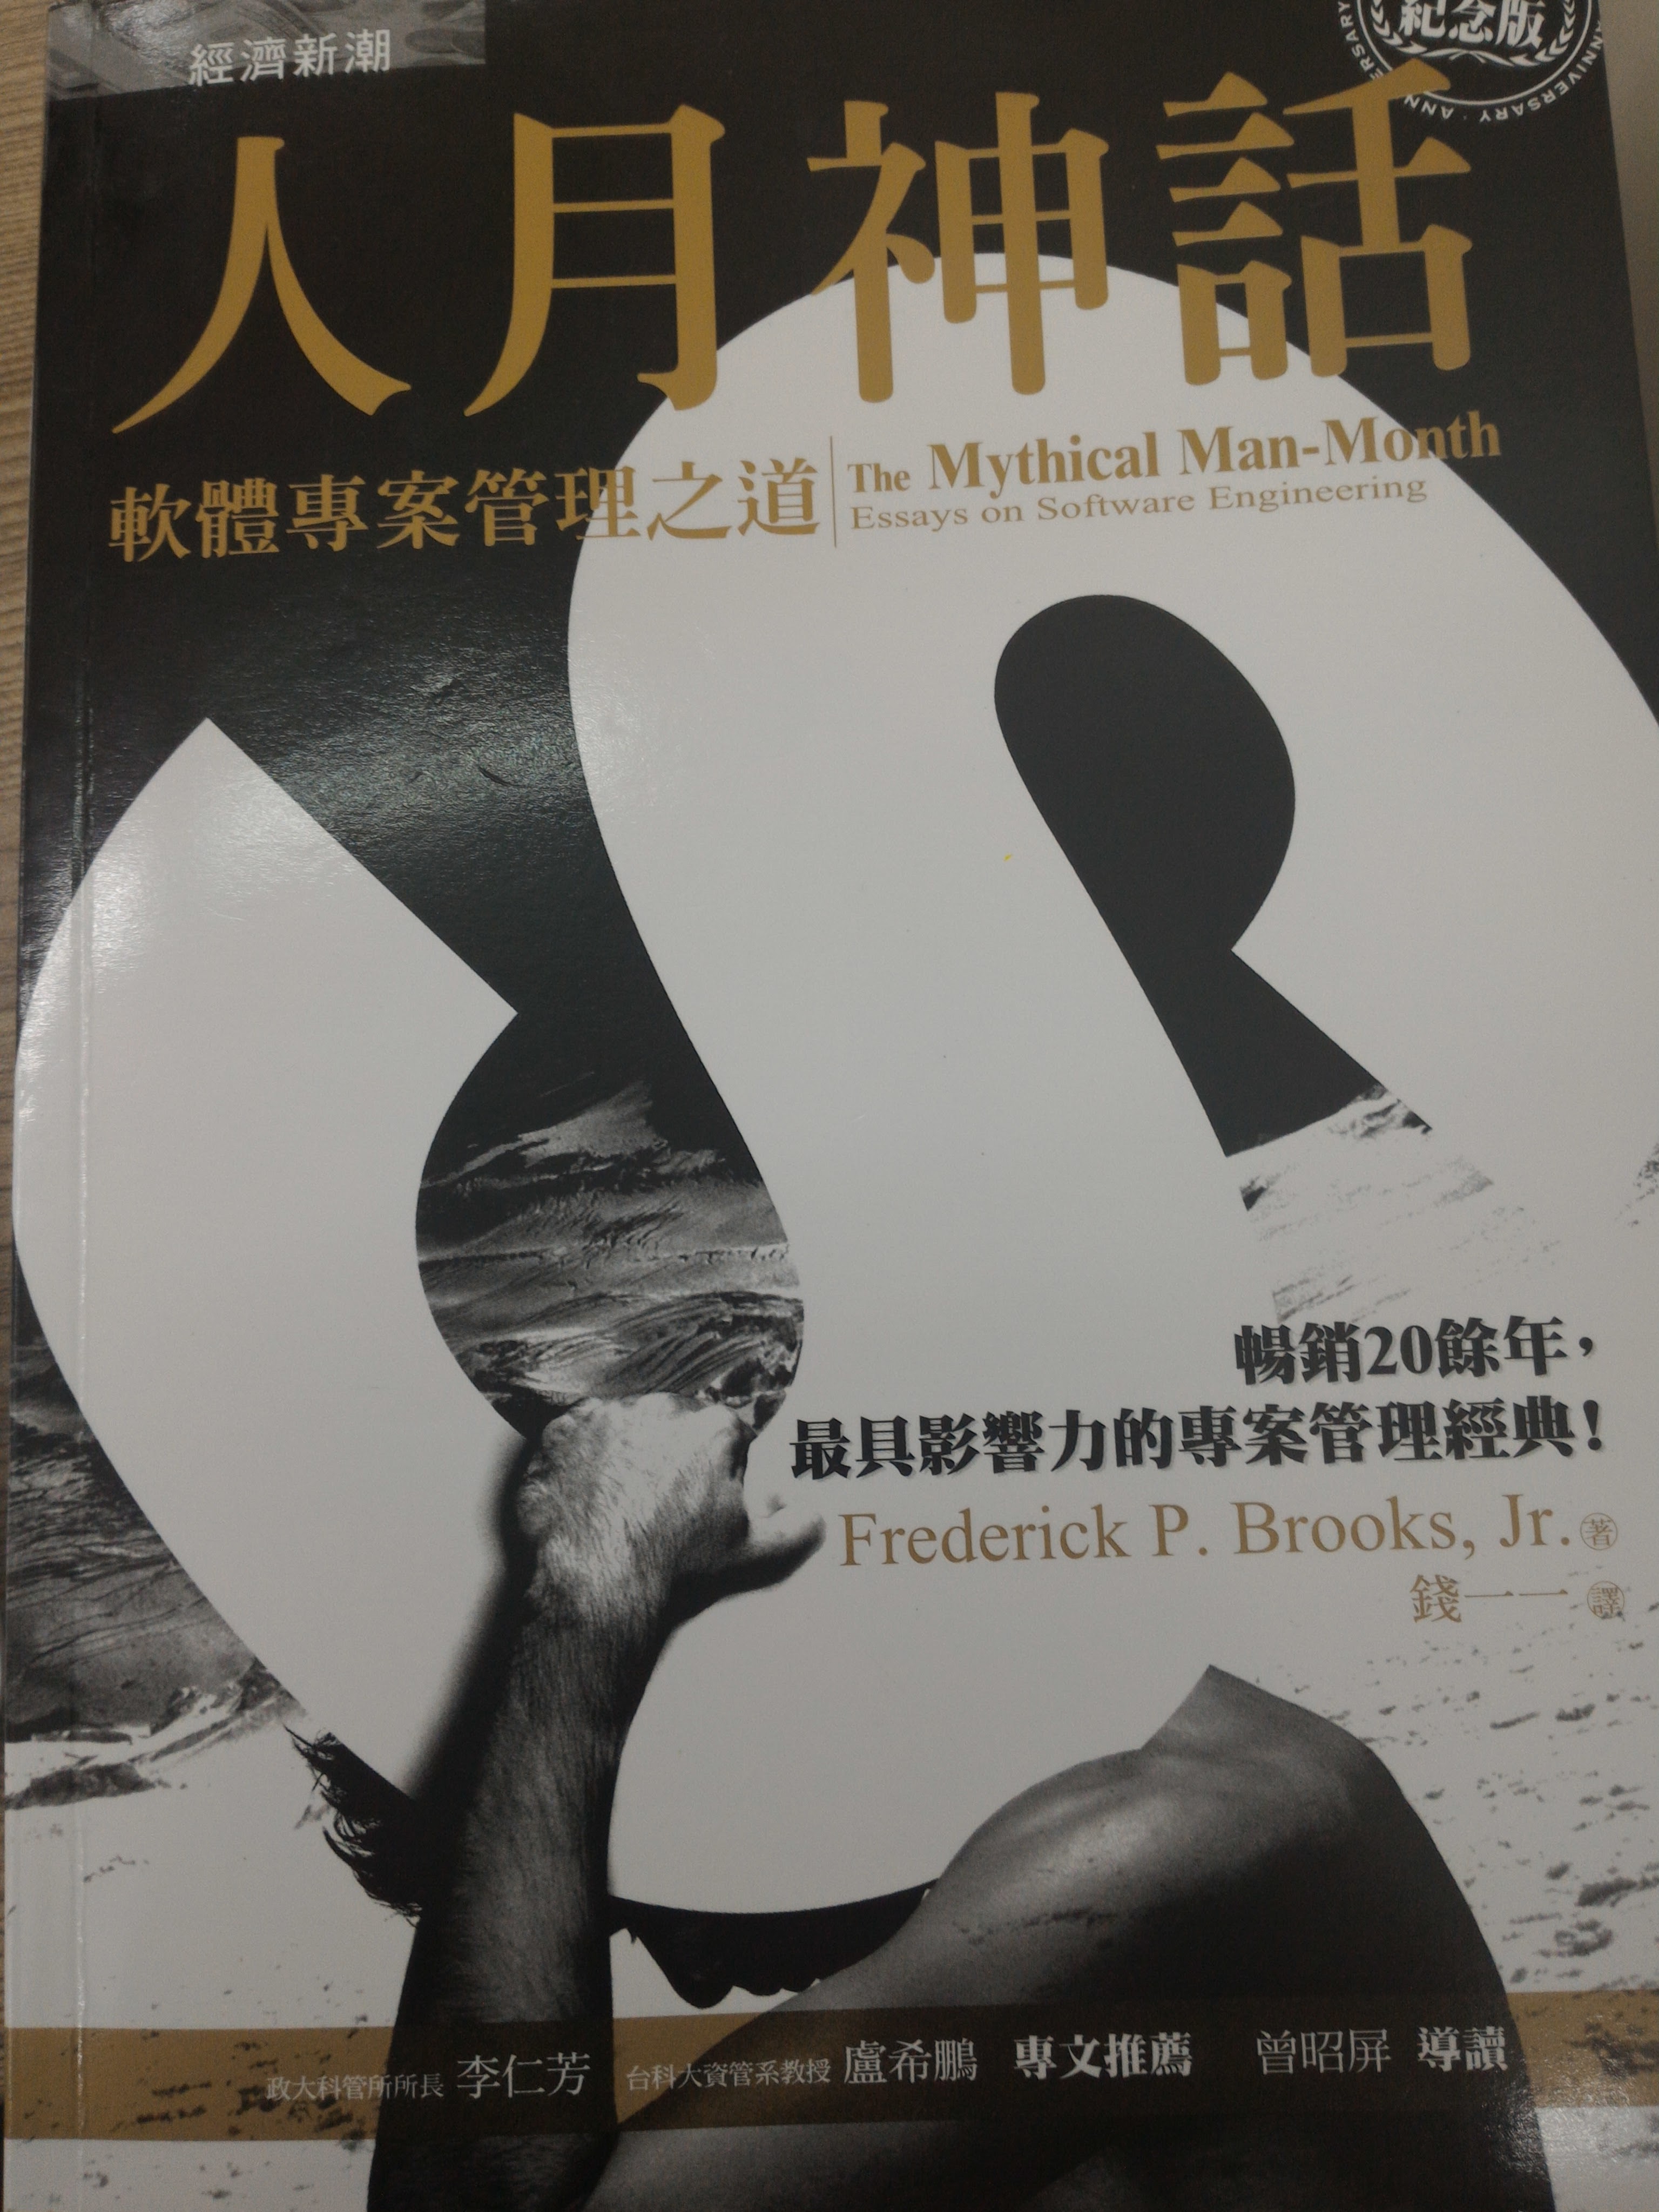 經濟新潮
紀念版
ANNIVERSARY · ANN
人月神話
軟體專案管理之道
The Mythical Man-Month
Essays on Software Engineering
暢銷20餘年，
最具影響力的專案管理經典！
Frederick P. Brooks, Jr. 著
錢一一 譯
政大科管所所長 李仁芳 台科大資管系教授 盧希鵬 專文推薦 曾昭屏 導讀